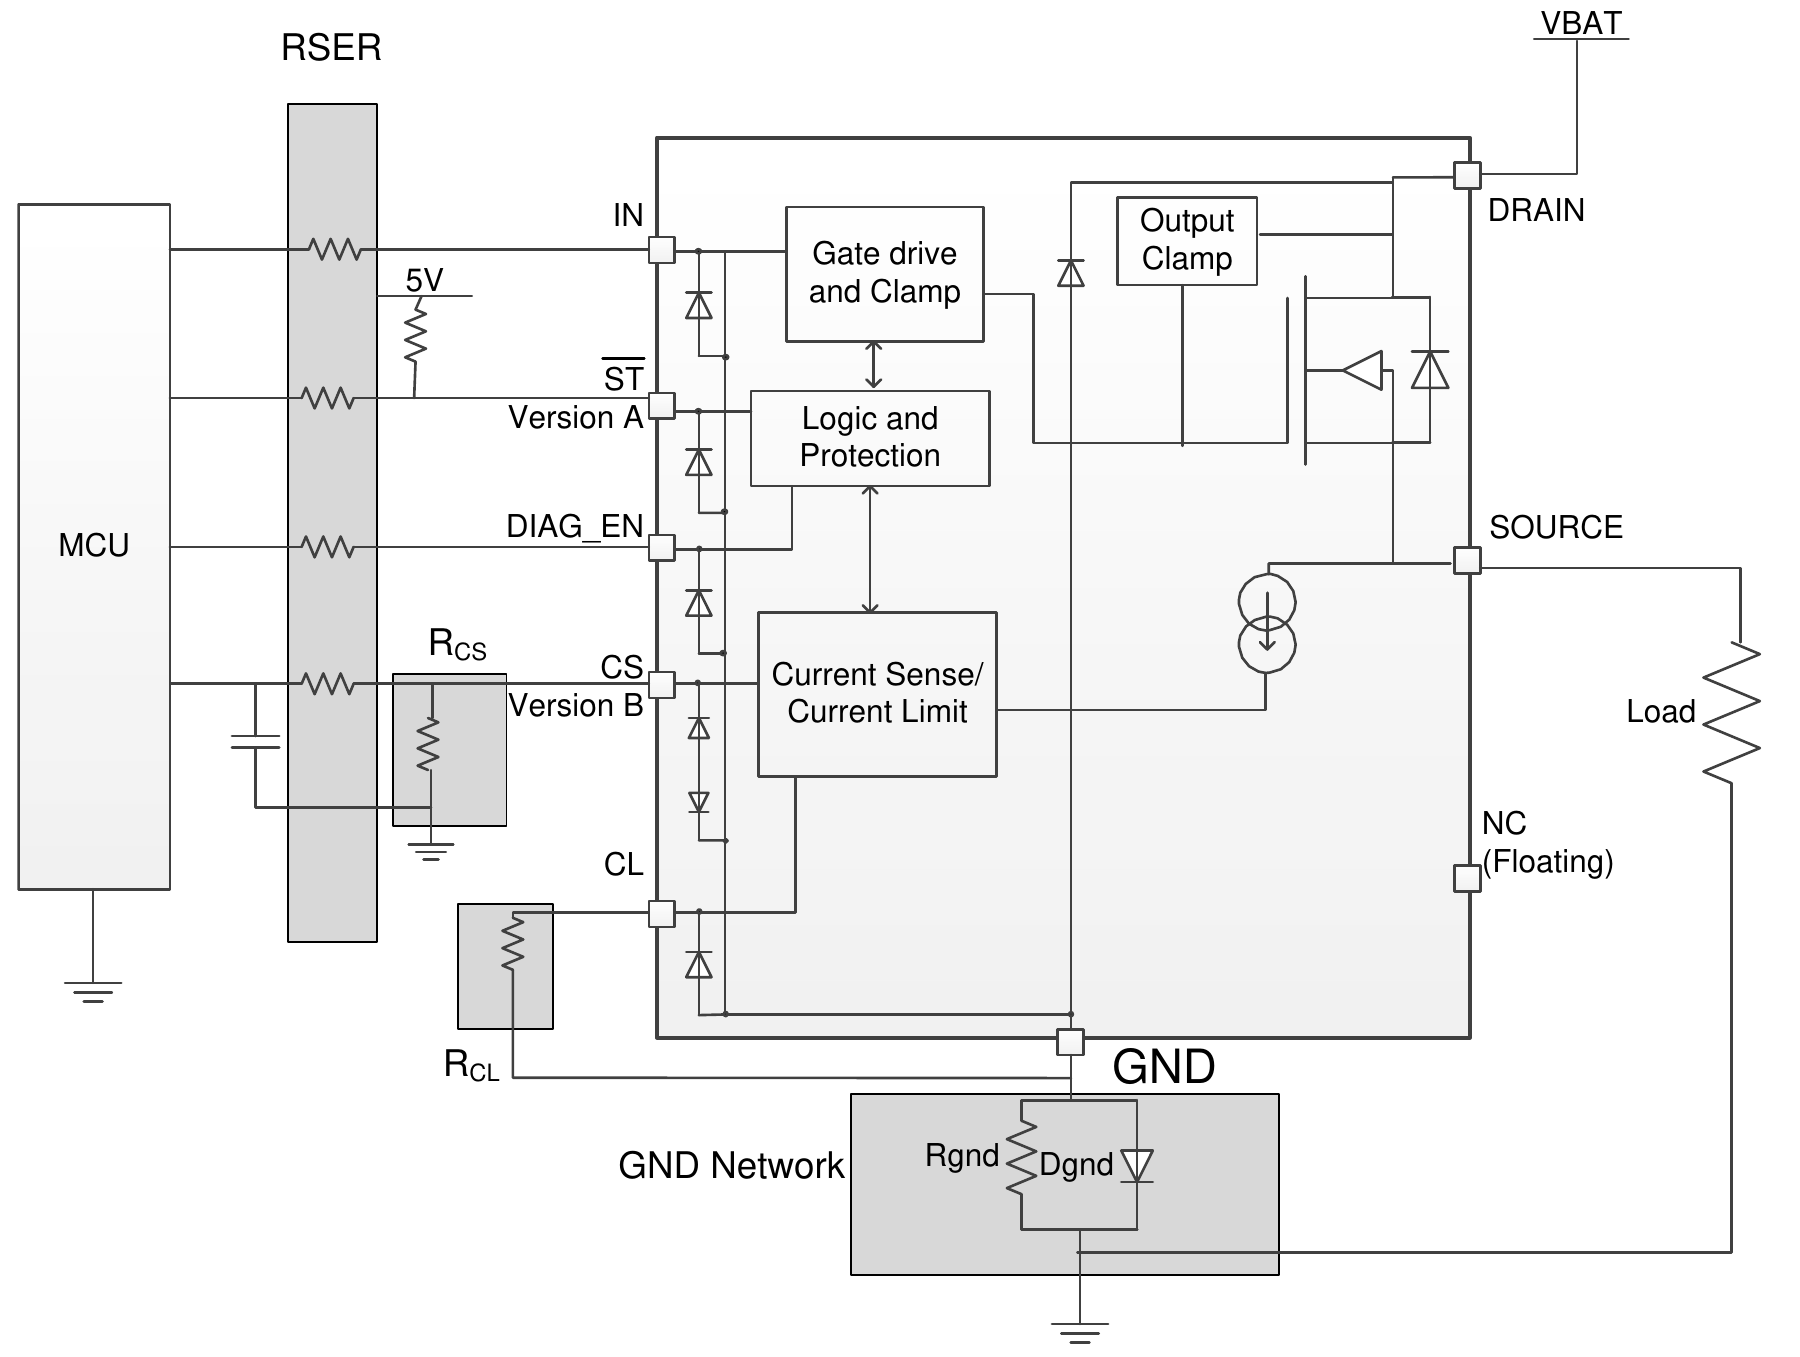 VBAT
RSER
IN
DRAIN
Gate drive
and Clamp
Output
Clamp
5V
ST
Version A
Logic and
Protection
MCU
DIAG_EN
SOURCE
RCS
CS
Version B
Current Sense/
Current Limit
Load
NC
(Floating)
CL
RCL
GND
GND Network
Rgnd
Dgnd